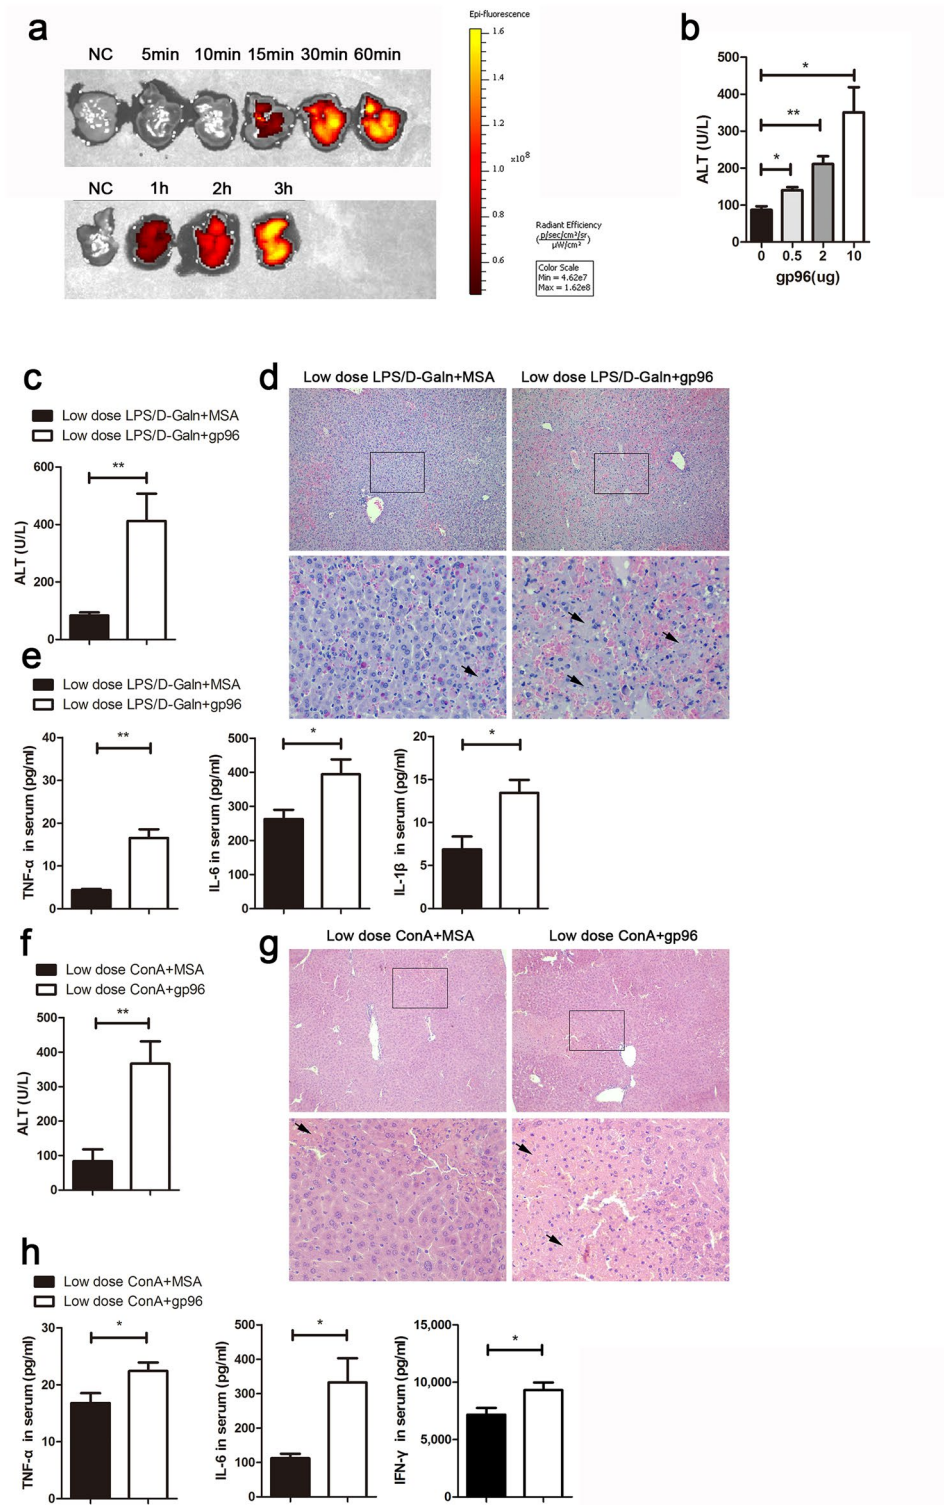 a
NC 5min 10min 15min 30min 60min
NC 1h 2h 3h
Epi-fluorescence
1.6
1.4
1.2
1.0
×10⁸
0.8
0.6
Radiant Efficiency
(p/sec/cm²/sr
µW/cm²)
Color Scale
Min = 4.62e7
Max = 1.62e8
b
ALT (U/L)
500
400
300
200
100
0
*
**
*
0 0.5 2 10
gp96(ug)
c
Low dose LPS/D-Galn+MSA
Low dose LPS/D-Galn+gp96
ALT (U/L)
600
400
200
0
**
d
Low dose LPS/D-Galn+MSA Low dose LPS/D-Galn+gp96
e
Low dose LPS/D-Galn+MSA
Low dose LPS/D-Galn+gp96
TNF-α in serum (pg/ml)
40
30
20
10
0
**
IL-6 in serum (pg/ml)
500
400
300
200
100
0
*
IL-1β in serum (pg/ml)
20
15
10
5
0
*
f
Low dose ConA+MSA
Low dose ConA+gp96
ALT (U/L)
500
400
300
200
100
0
**
g
Low dose ConA+MSA Low dose ConA+gp96
h
Low dose ConA+MSA
Low dose ConA+gp96
TNF-α in serum (pg/ml)
30
20
10
0
*
IL-6 in serum (pg/ml)
500
400
300
200
100
0
*
IFN-γ in serum (pg/ml)
15,000
10,000
5,000
0
*